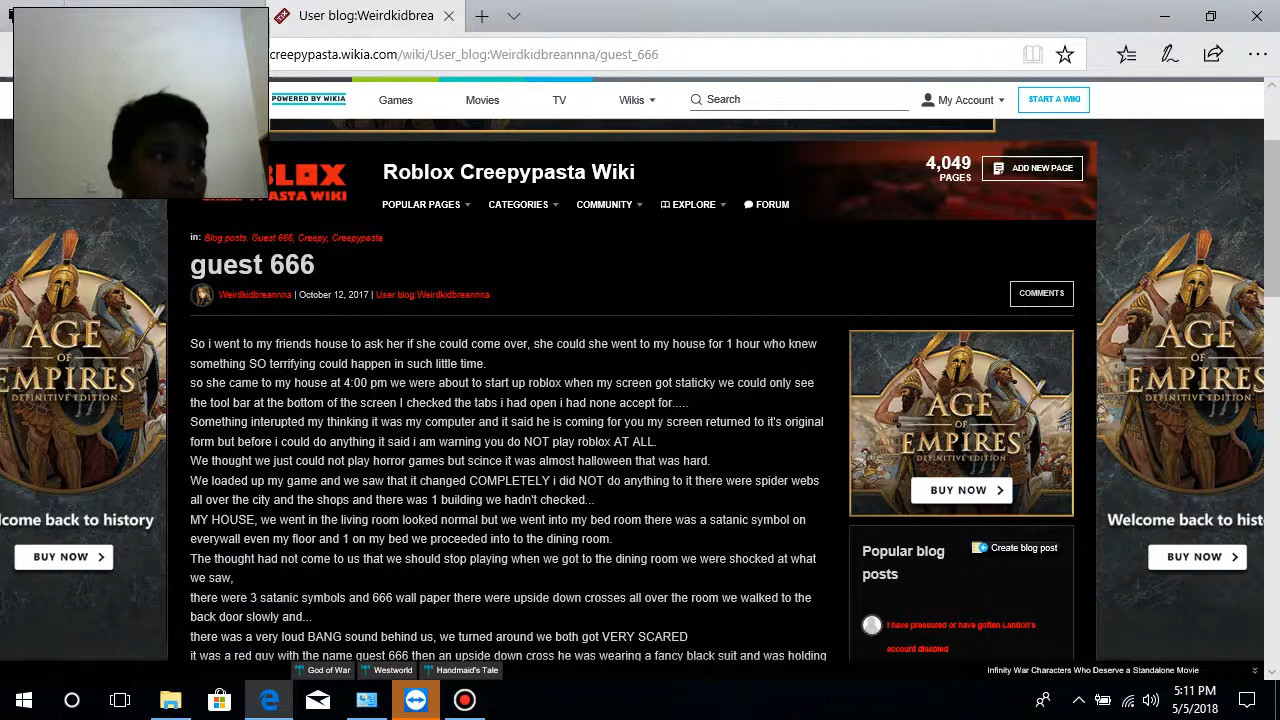 Roblox
creepypasta.wikia.com/wiki/User_blog:Weirdkidbreannna/guest_666
POWERED BY WIKIA
Games
Movies
TV
Wikis
Search
My Account
START A WIKI
Roblox Creepypasta Wiki
4,049
PAGES
ADD NEW PAGE
POPULAR PAGES
CATEGORIES
COMMUNITY
EXPLORE
FORUM
in: Blog posts, Guest 666, Creepy, Creepypasta
guest 666
Weirdkidbreannna | October 12, 2017 | User blog:Weirdkidbreannna
COMMENTS
So i went to my friends house to ask her if she could come over, she could she went to my house for 1 hour who knew
something SO terrifying could happen in such little time.
so she came to my house at 4:00 pm we were about to start up roblox when my screen got staticky we could only see
the tool bar at the bottom of the screen I checked the tabs i had open i had none accept for.....
Something interupted my thinking it was my computer and it said he is coming for you my screen returned to it's original
form but before i could do anything it said i am warning you do NOT play roblox AT ALL.
We thought we just could not play horror games but scince it was almost halloween that was hard.
We loaded up my game and we saw that it changed COMPLETELY i did NOT do anything to it there were spider webs
all over the sky and the shops and there was 1 building we hadn't checked...
MY HOUSE, we went in the living room looked normal but we went into my bed room there was a satanic symbol on
everywall even my floor and 1 on my bed we proceeded into to the dining room.
The thought had not come to us that we should stop playing when we got to the dining room we were shocked at what
we saw,
there were 3 satanic symbols and 666 wall paper there were upside down crosses all over the room we walked to the
back door slowly and...
there was a very loud BANG sound behind us, we turned around we both got VERY SCARED
it was a red guy with the name guest 666 then an upside down cross he was wearing a fancy black suit and was holding
AGE
OF
EMPIRES
DEFINITIVE EDITION
BUY NOW
Popular blog
posts
Create blog post
I have pressured or have gotten Landon's
account disabled
AGE
OF
EMPIRES
DEFINITIVE EDITION
lcome back to history
BUY NOW
AGE
OF
EMPIRES
DEFINITIVE EDITION
Welcome back to hist
BUY NOW
God of War
Westworld
Handmaid's Tale
Infinity War Characters Who Deserve a Standalone Movie
5:11 PM
5/5/2018